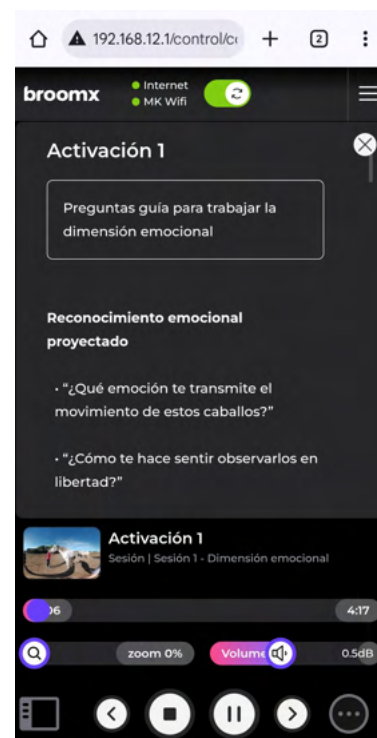 192.168.12.1/control/c
2
broomx
Internet
MK Wifi
Activación 1
Preguntas guía para trabajar la
dimensión emocional
Reconocimiento emocional
proyectado
• “¿Qué emoción te transmite el
movimiento de estos caballos?”
• “¿Cómo te hace sentir observarlos en
libertad?”
Activación 1
Sesión | Sesión 1 - Dimensión emocional
06
4:17
zoom 0%
Volume
0.5dB